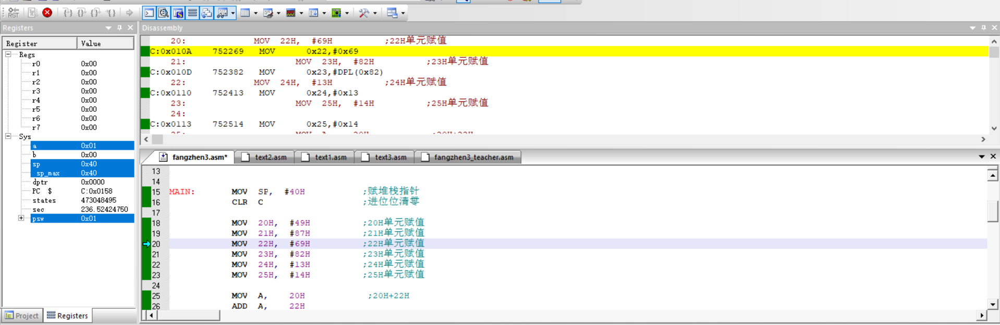 RST
Registers
Register Value
Regs
r0 0x00
r1 0x00
r2 0x00
r3 0x00
r4 0x00
r5 0x00
r6 0x00
r7 0x00
Sys
a 0x01
b 0x00
sp 0x40
sp_max 0x40
dptr 0x0000
PC $ C:0x0158
states 473048495
sec 236.52424750
psw 0x01
Project Registers
Disassembly
20: MOV 22H, #69H ;22H单元赋值
C:0x010A 752269 MOV 0x22,#0x69
21: MOV 23H, #82H ;23H单元赋值
C:0x010D 752382 MOV 0x23,#DPL(0x82)
22: MOV 24H, #13H ;24H单元赋值
C:0x0110 752413 MOV 0x24,#0x13
23: MOV 25H, #14H ;25H单元赋值
24:
C:0x0113 752514 MOV 0x25,#0x14
25: MOV A, 20H ;20H+22H
fangzhen3.asm* text2.asm text1.asm text3.asm fangzhen3_teacher.asm
13
14
15 MAIN: MOV SP, #40H ;赋堆栈指针
16 CLR C ;进位位清零
17
18 MOV 20H, #49H ;20H单元赋值
19 MOV 21H, #87H ;21H单元赋值
20 MOV 22H, #69H ;22H单元赋值
21 MOV 23H, #82H ;23H单元赋值
22 MOV 24H, #13H ;24H单元赋值
23 MOV 25H, #14H ;25H单元赋值
24
25 MOV A, 20H ;20H+22H
26 ADD A, 22H